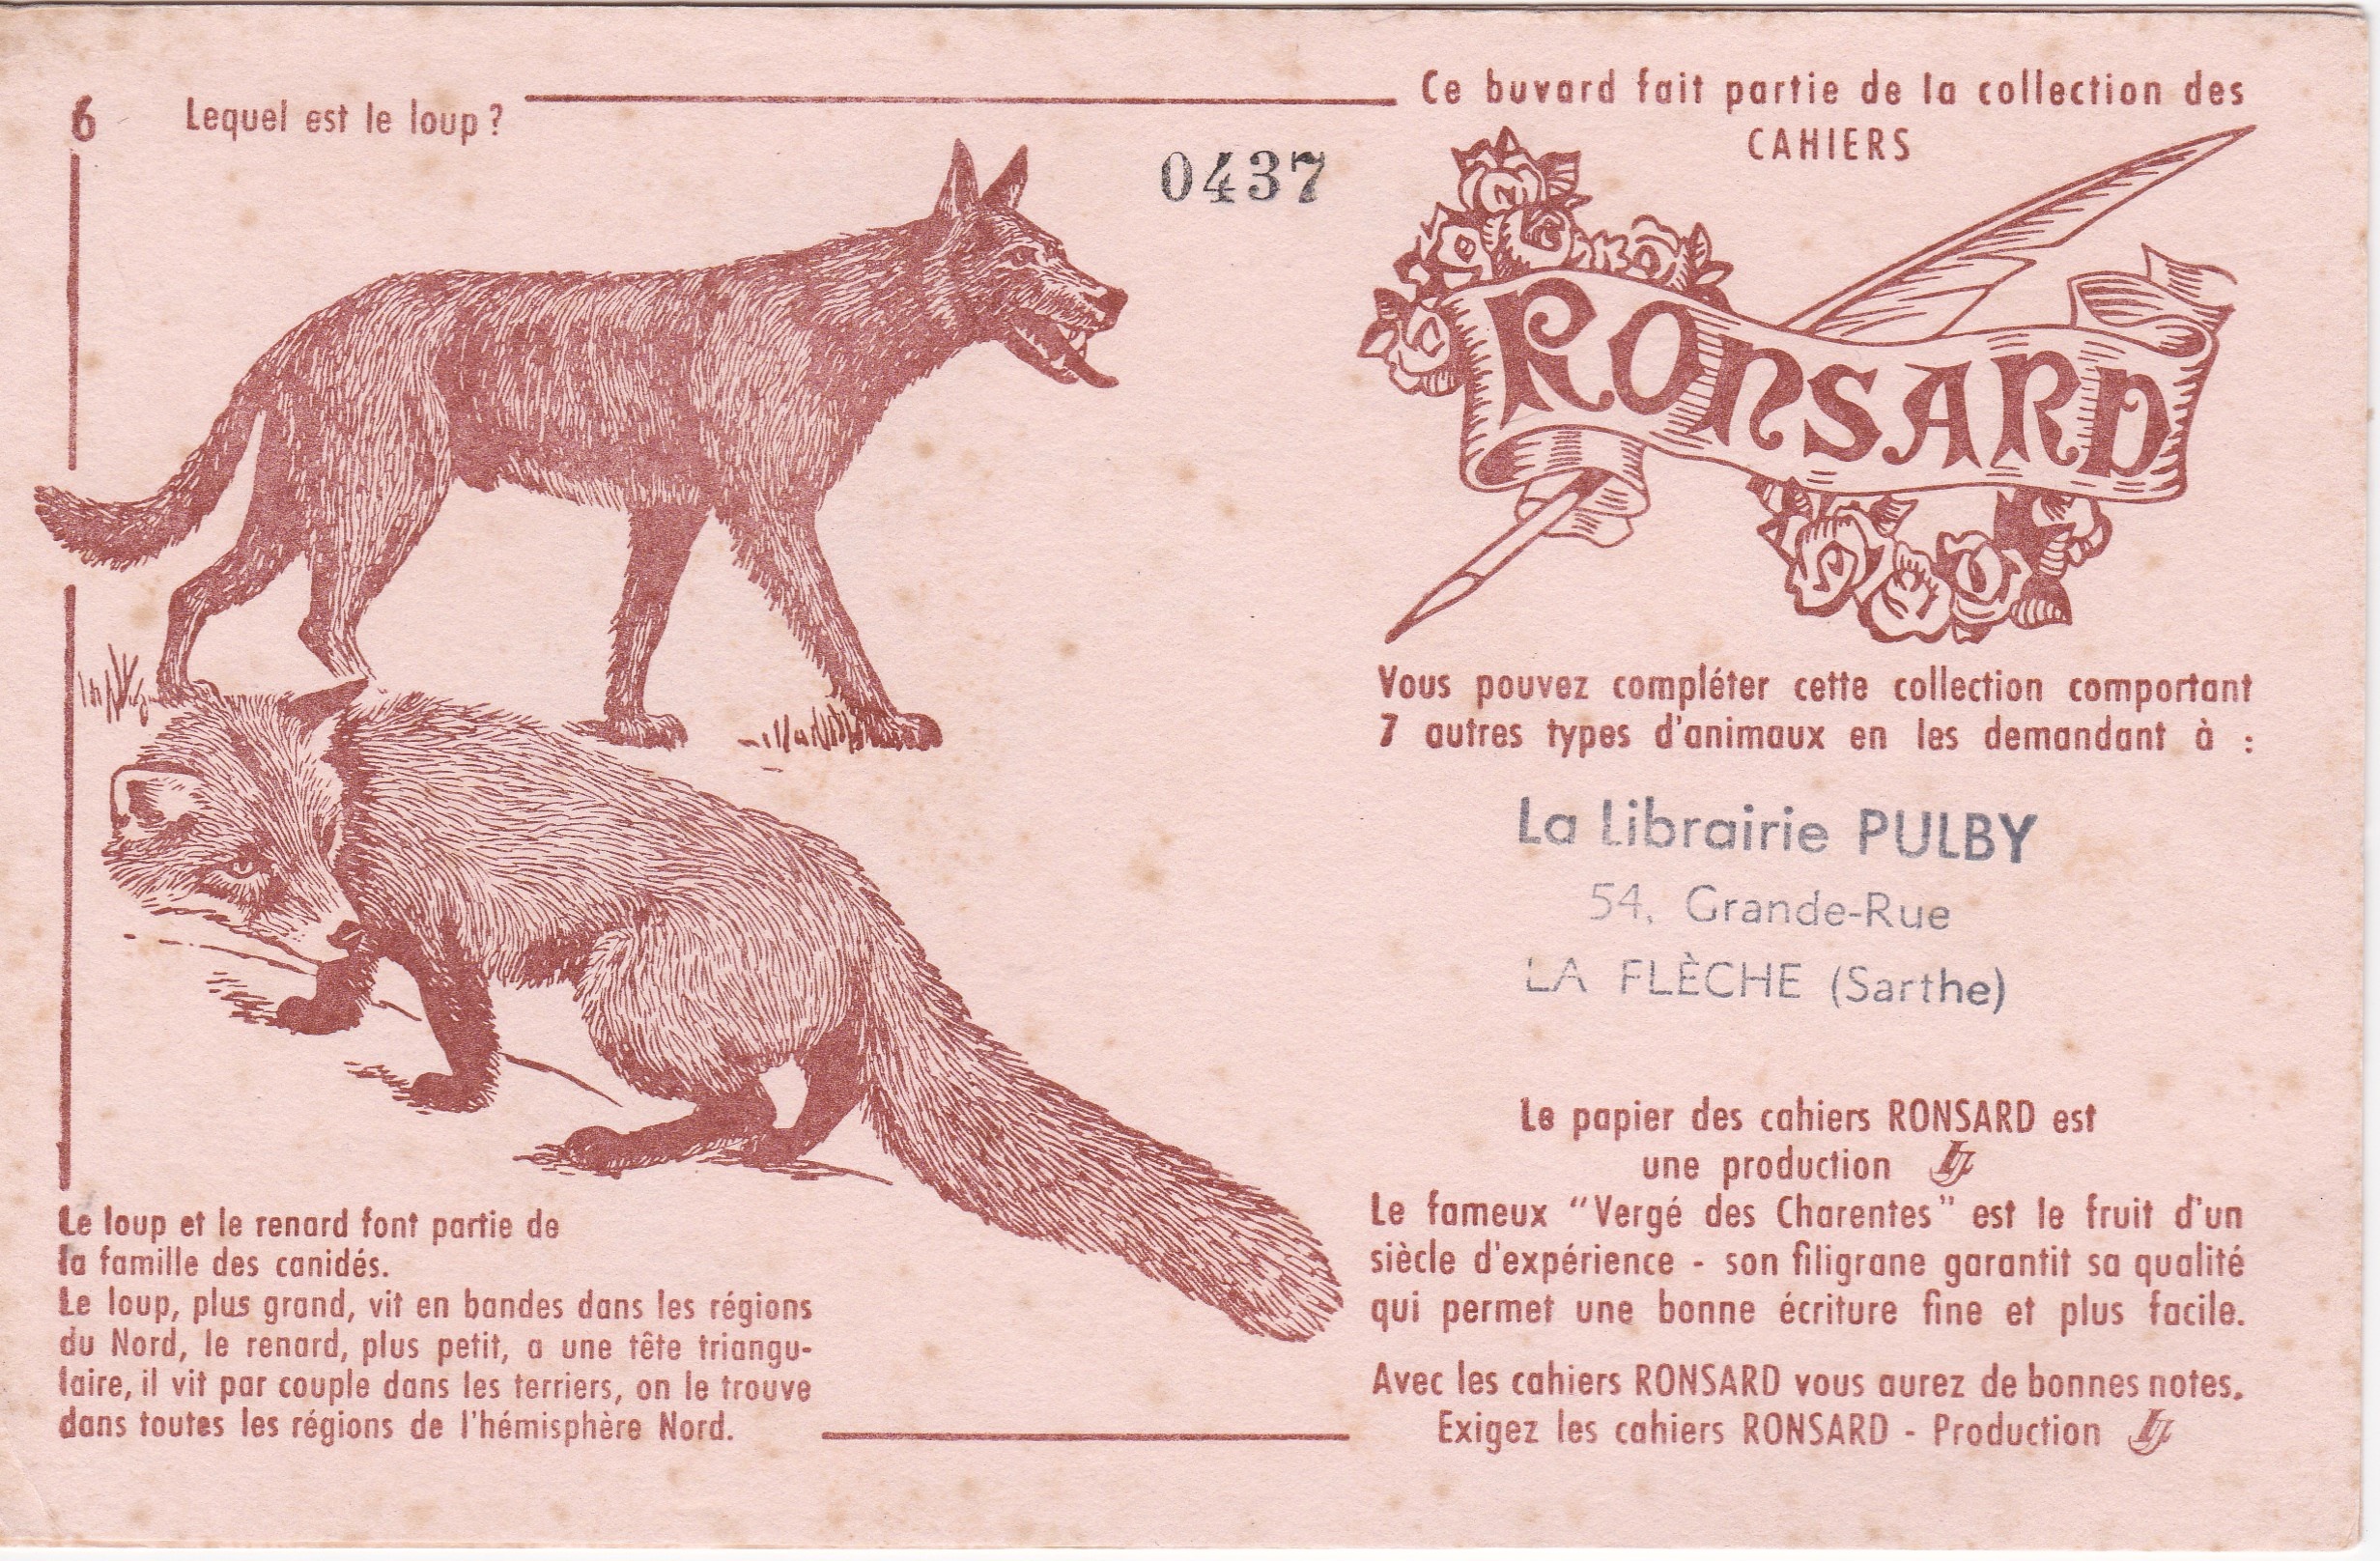 6 Lequel est le loup ?
0437
Le loup et le renard font partie de
la famille des canidés.
Le loup, plus grand, vit en bandes dans les régions
du Nord, le renard, plus petit, a une tête triangu-
laire, il vit par couple dans les terriers, on le trouve
dans toutes les régions de l'hémisphère Nord.
Ce buvard fait partie de la collection des
CAHIERS
RONSARD
Vous pouvez compléter cette collection comportant
7 autres types d'animaux en les demandant à :
La Librairie PULBY
54, Grande-Rue
LA FLÈCHE (Sarthe)
Le papier des cahiers RONSARD est
une production
Le fameux "Vergé des Charentes" est le fruit d'un
siècle d'expérience - son filigrane garantit sa qualité
qui permet une bonne écriture fine et plus facile.
Avec les cahiers RONSARD vous aurez de bonnes notes.
Exigez les cahiers RONSARD - Production